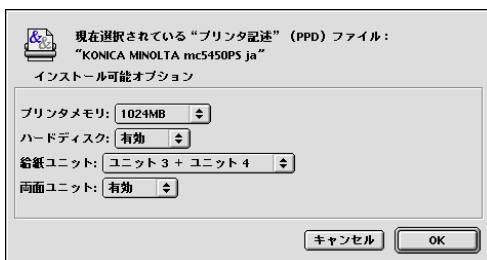 現在選択されている“プリンタ記述”（PPD）ファイル：
“KONICA MINOLTA mc5450PS ja”
インストール可能オプション
プリンタメモリ: 1024MB
ハードディスク: 有効
給紙ユニット: ユニット 3 + ユニット 4
両面ユニット: 有効
キャンセル OK